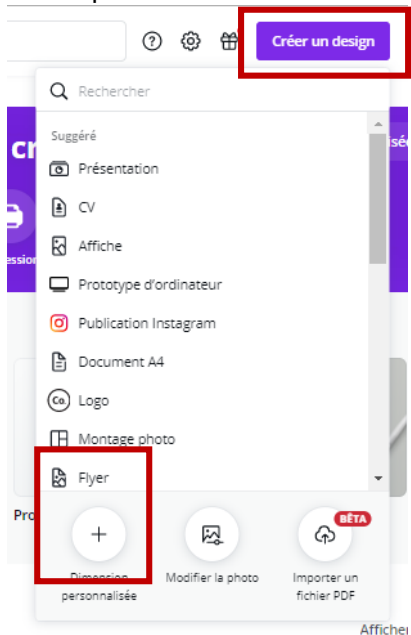 Créer un design
Rechercher
Suggéré
Présentation
CV
Affiche
Prototype d'ordinateur
Publication Instagram
Document A4
Co.
Logo
Montage photo
Flyer
BÊTA
Dimension
personnalisée
Modifier la photo
Importer un
fichier PDF
Afficher